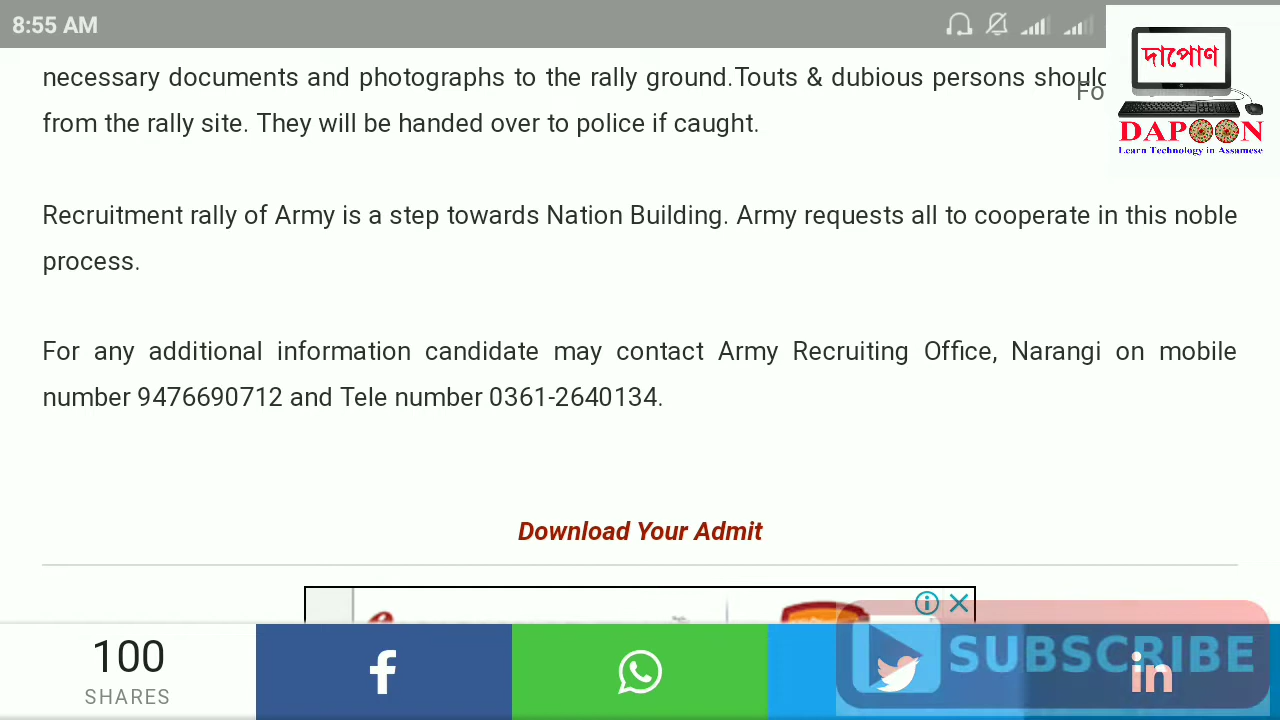 8:55 AM
necessary documents and photographs to the rally ground.Touts & dubious persons should
Fo
from the rally site. They will be handed over to police if caught.
দাপোণ
DAPOON
Learn Technology in Assamese
Recruitment rally of Army is a step towards Nation Building. Army requests all to cooperate in this noble
process.
For any additional information candidate may contact Army Recruiting Office, Narangi on mobile
number 9476690712 and Tele number 0361-2640134.
Download Your Admit
100
SHARES
SUBSCRIBE